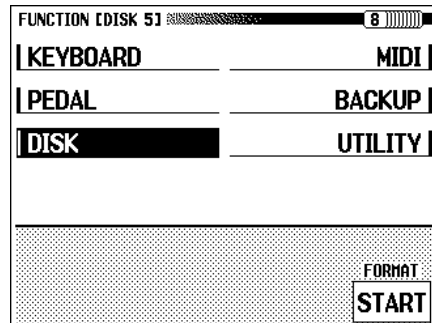 FUNCTION [DISK 5] 8
KEYBOARD MIDI
PEDAL BACKUP
DISK UTILITY
FORMAT
START